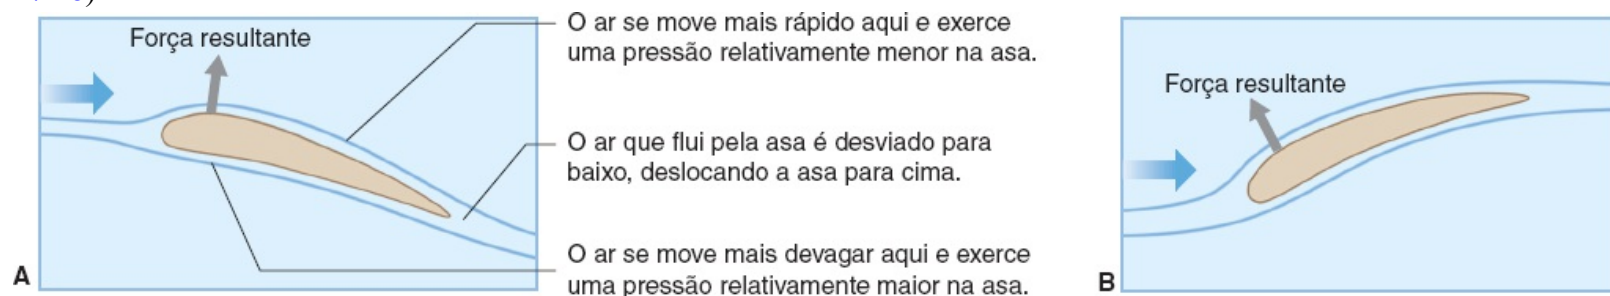 Força resultante
O ar se move mais rápido aqui e exerce
uma pressão relativamente menor na asa.
O ar que flui pela asa é desviado para
baixo, deslocando a asa para cima.
O ar se move mais devagar aqui e exerce
uma pressão relativamente maior na asa.
A
Força resultante
B